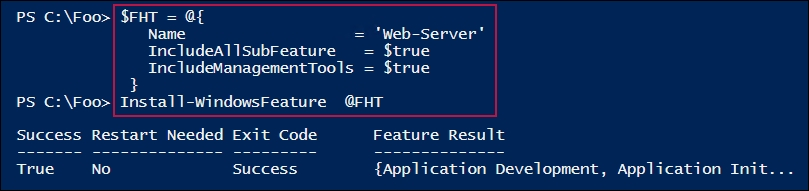 PS C:\Foo> $FHT = @{
Name = 'Web-Server'
IncludeAllSubFeature = $true
IncludeManagementTools = $true
}
PS C:\Foo> Install-WindowsFeature @FHT
Success Restart Needed Exit Code Feature Result
------- -------------- --------- --------------
True No Success {Application Development, Application Init...